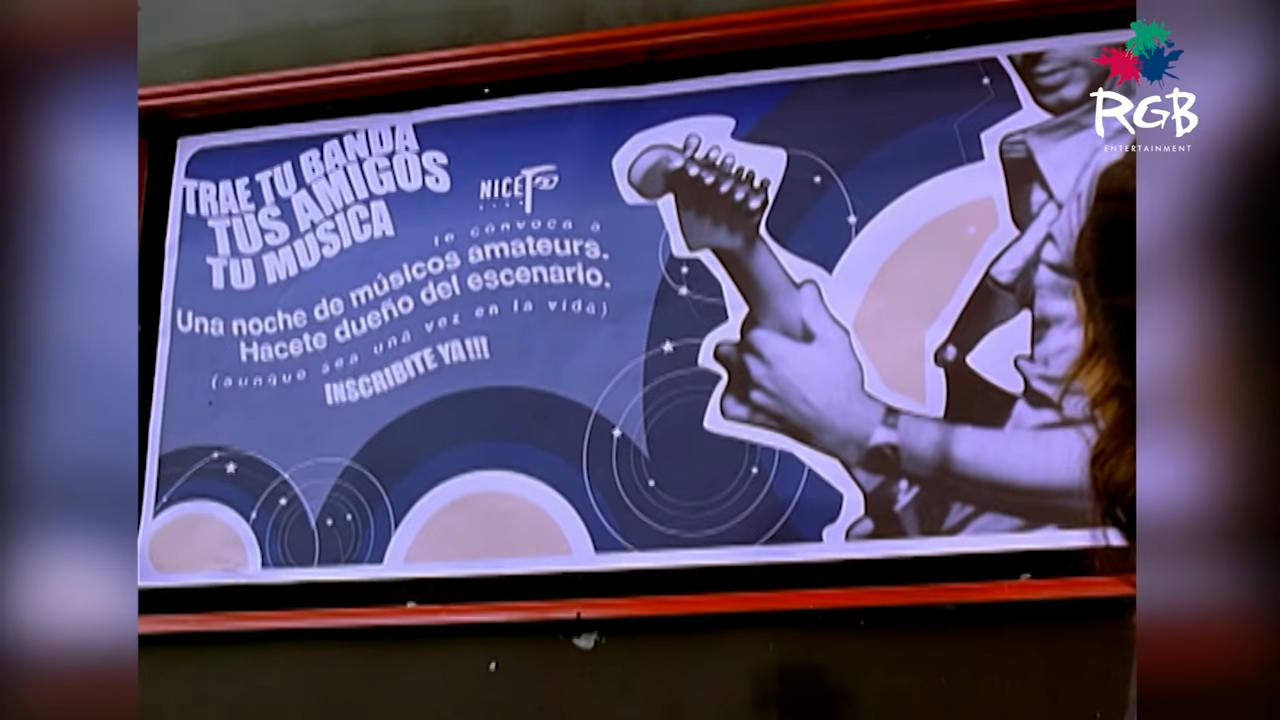 TRAE TU BANDA
TUS AMIGOS
TU MUSICA
NICETO
te convoca a
Una noche de músicos amateurs.
Hacete dueño del escenario.
(aunque sea una vez en la vida)
INSCRIBITE YA!!!
RGB
ENTERTAINMENT